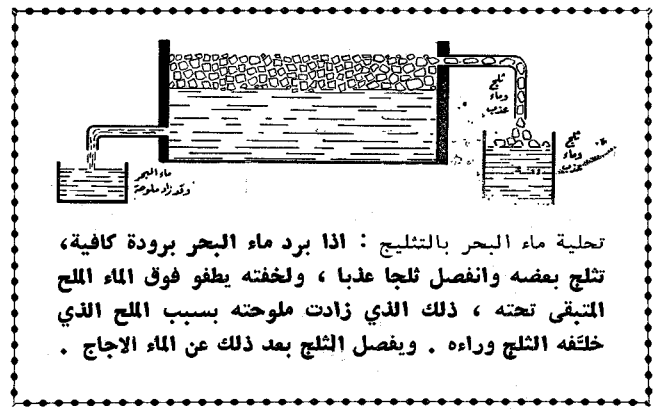 ثلج
وماء
عذب
ثلج
وماء
عذب
ماء البحر
وقد زاد ملوحة
تحلية ماء البحر بالتثليج : اذا برد ماء البحر برودة كافية،
تثلج بعضه وانفصل ثلجا عذبا ، ولخفته يطفو فوق الماء الملح
المتبقى تحته ، ذلك الذي زادت ملوحته بسبب الملح الذي
خلّفه الثلج وراءه . ويفصل الثلج بعد ذلك عن الماء الاجاج .